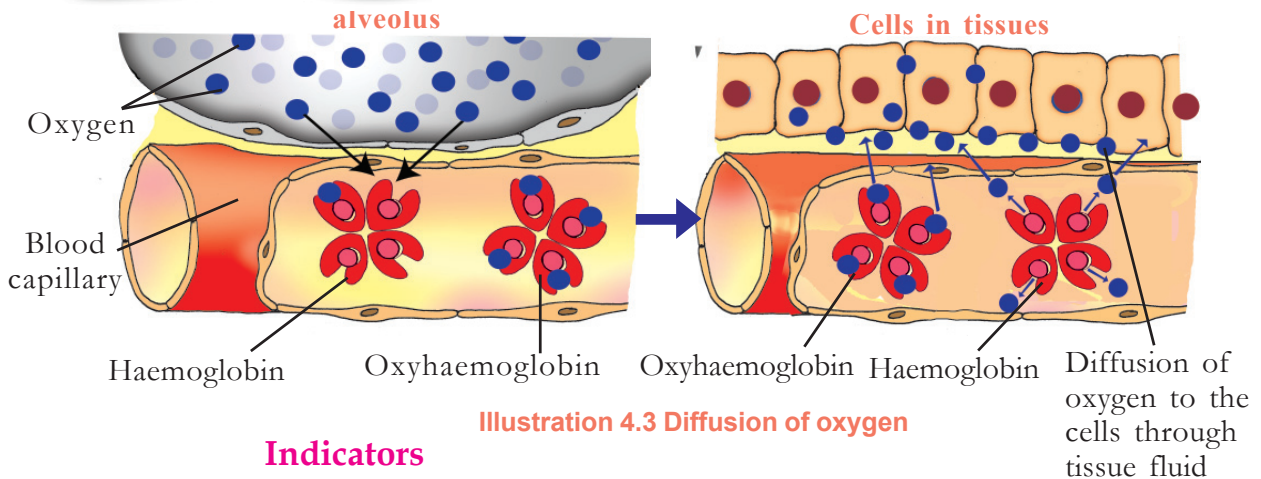 alveolus
Cells in tissues
Oxygen
Blood
capillary
Haemoglobin
Oxyhaemoglobin
Oxyhaemoglobin
Haemoglobin
Diffusion of
oxygen to the
cells through
tissue fluid
Illustration 4.3 Diffusion of oxygen
Indicators